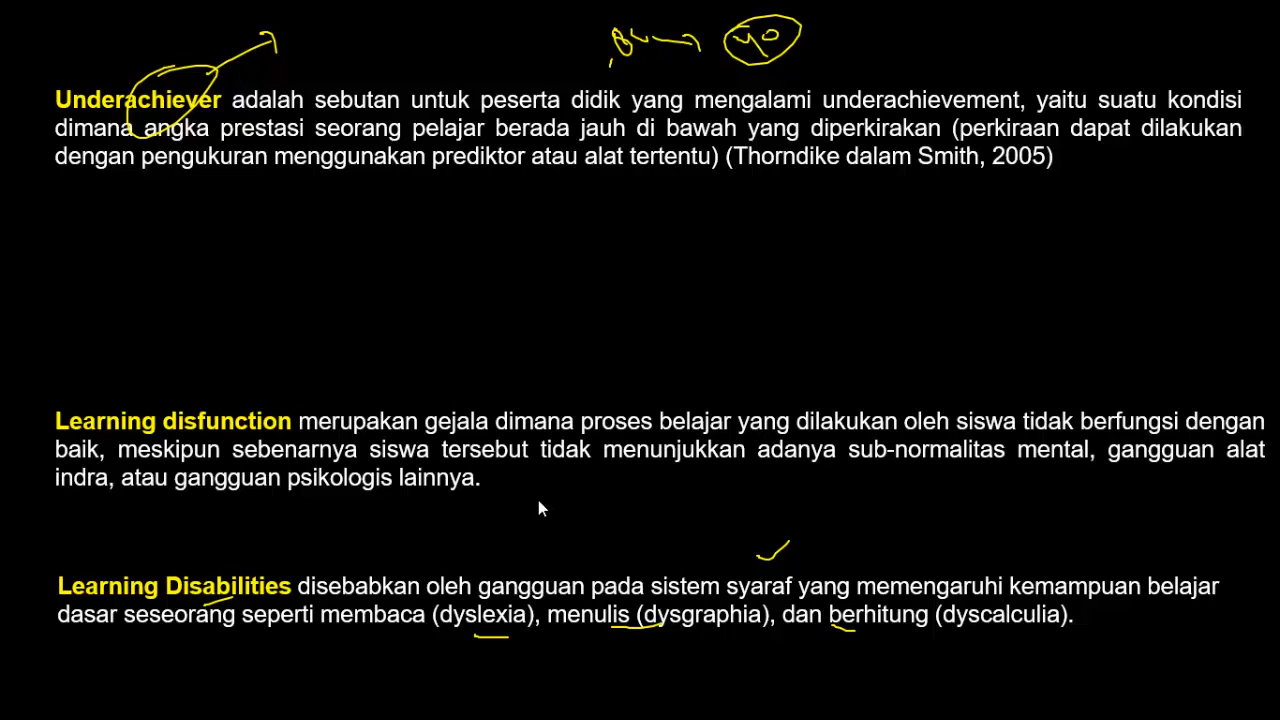 Underachiever adalah sebutan untuk peserta didik yang mengalami underachievement, yaitu suatu kondisi
dimana angka prestasi seorang pelajar berada jauh di bawah yang diperkirakan (perkiraan dapat dilakukan
dengan pengukuran menggunakan prediktor atau alat tertentu) (Thorndike dalam Smith, 2005)
Learning disfunction merupakan gejala dimana proses belajar yang dilakukan oleh siswa tidak berfungsi dengan
baik, meskipun sebenarnya siswa tersebut tidak menunjukkan adanya sub-normalitas mental, gangguan alat
indra, atau gangguan psikologis lainnya.
Learning Disabilities disebabkan oleh gangguan pada sistem syaraf yang memengaruhi kemampuan belajar
dasar seseorang seperti membaca (dyslexia), menulis (dysgraphia), dan berhitung (dyscalculia).